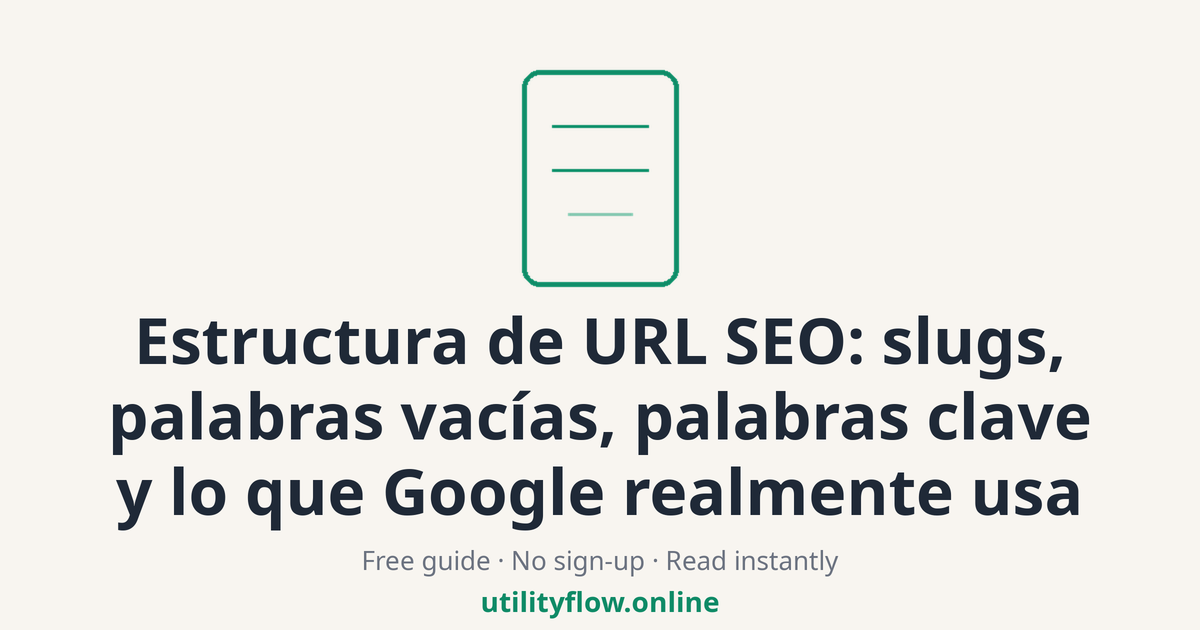 Estructura de URL SEO: slugs,
palabras vacías, palabras clave
y lo que Google realmente usa
Free guide · No sign-up · Read instantly
utilityflow.online